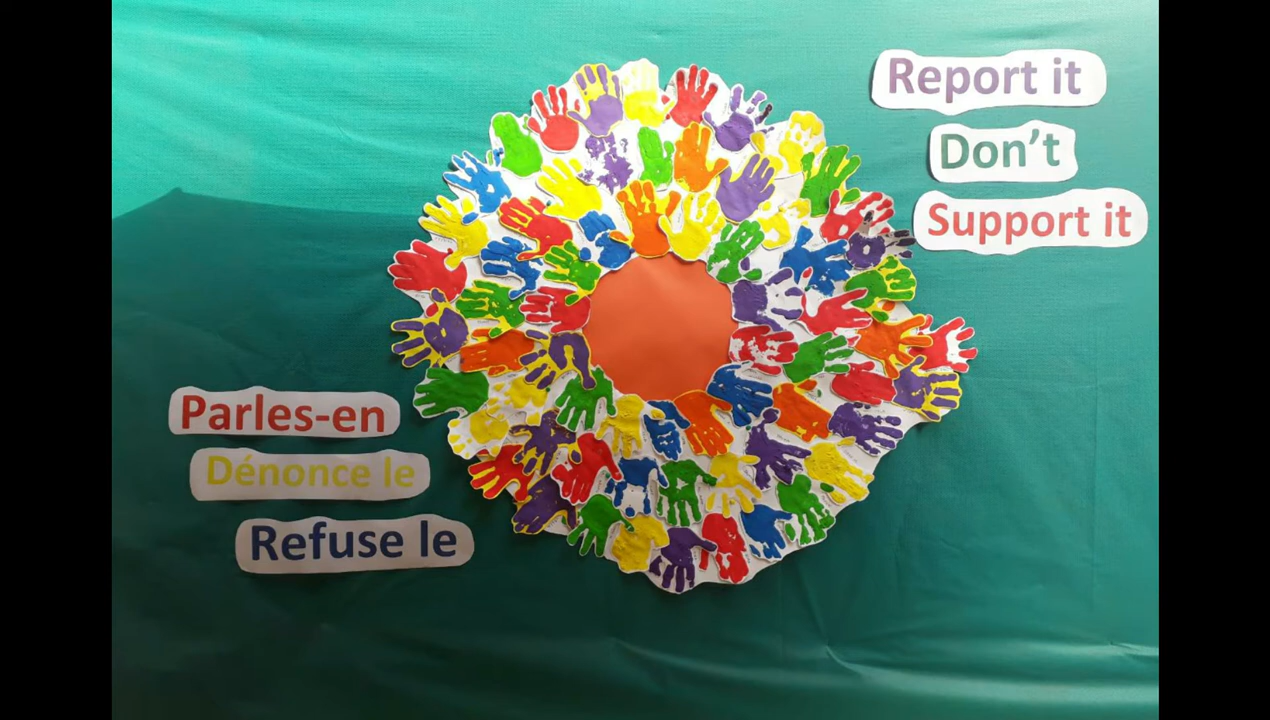 Report it
Don't
Support it
Parles-en
Dénonce le
Refuse le